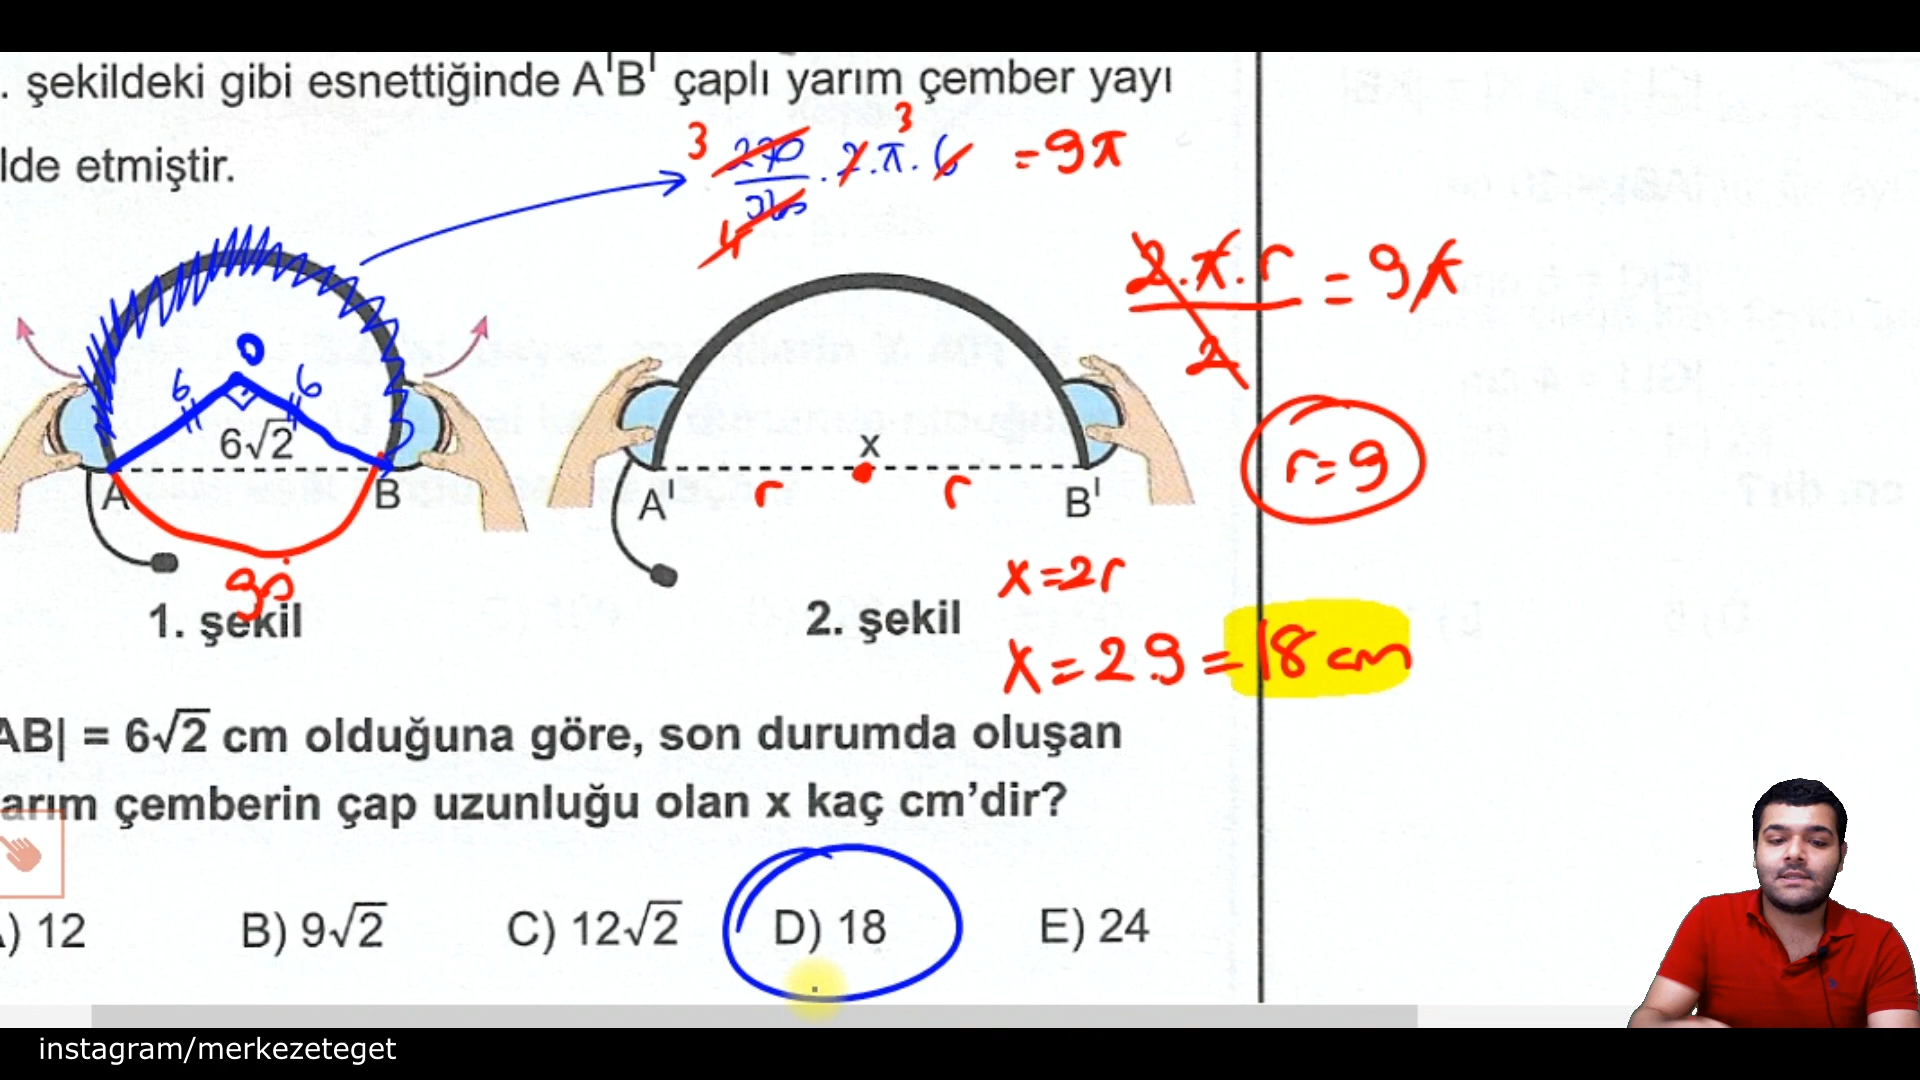 . şekildeki gibi esnettiğinde A'B' çaplı yarım çember yayı
lde etmiştir.
3 270/360 . 2.π.6 = 9π
3
4
2.π.r/2 = 9π
r=9
O
6 6
6√2
A B
90
x
r r
A' B'
x=2r
x=2.9=18 cm
1. şekil 2. şekil
AB| = 6√2 cm olduğuna göre, son durumda oluşan
arım çemberin çap uzunluğu olan x kaç cm'dir?
) 12 B) 9√2 C) 12√2 D) 18 E) 24
instagram/merkezeteget